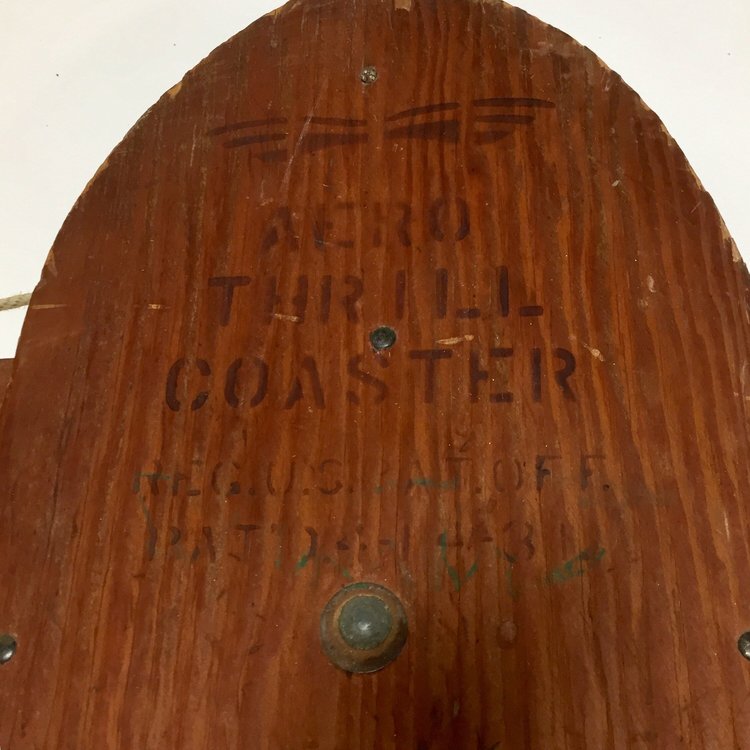 AERO
THRILL
COASTER
REG. U.S. PAT. OFF.